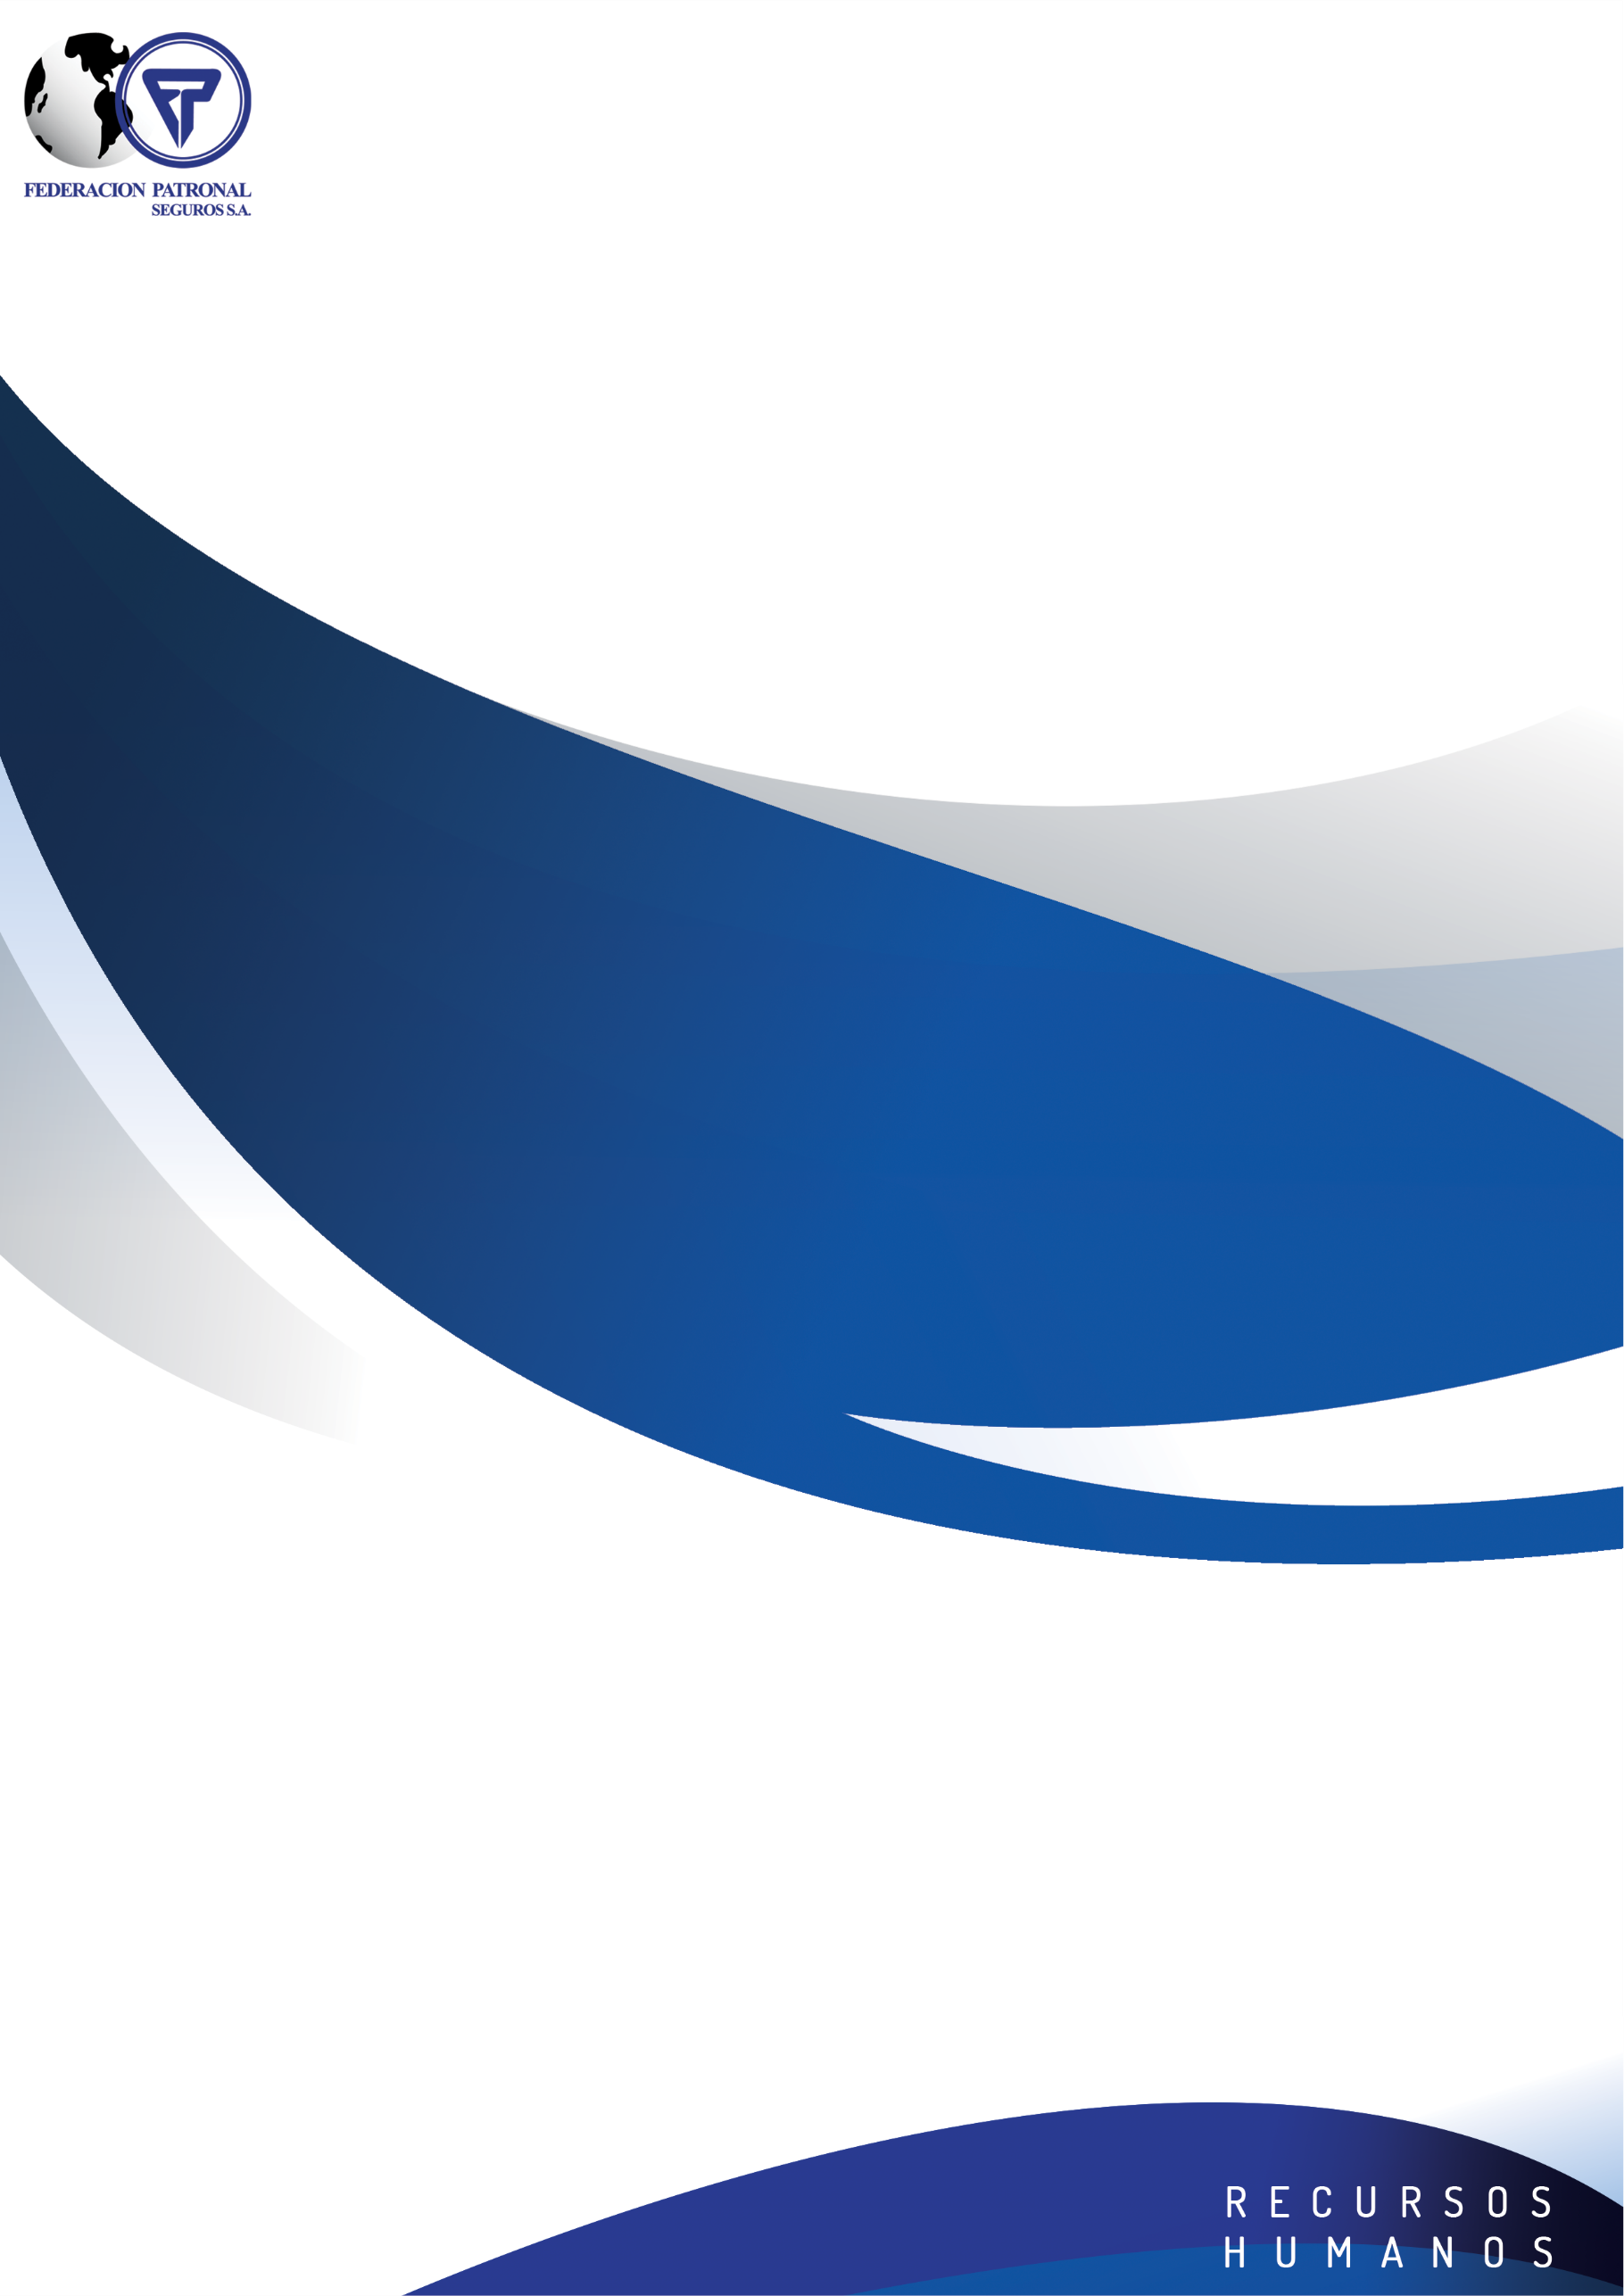 FEDERACION PATRONAL
SEGUROS S.A.
RECURSOS
HUMANOS